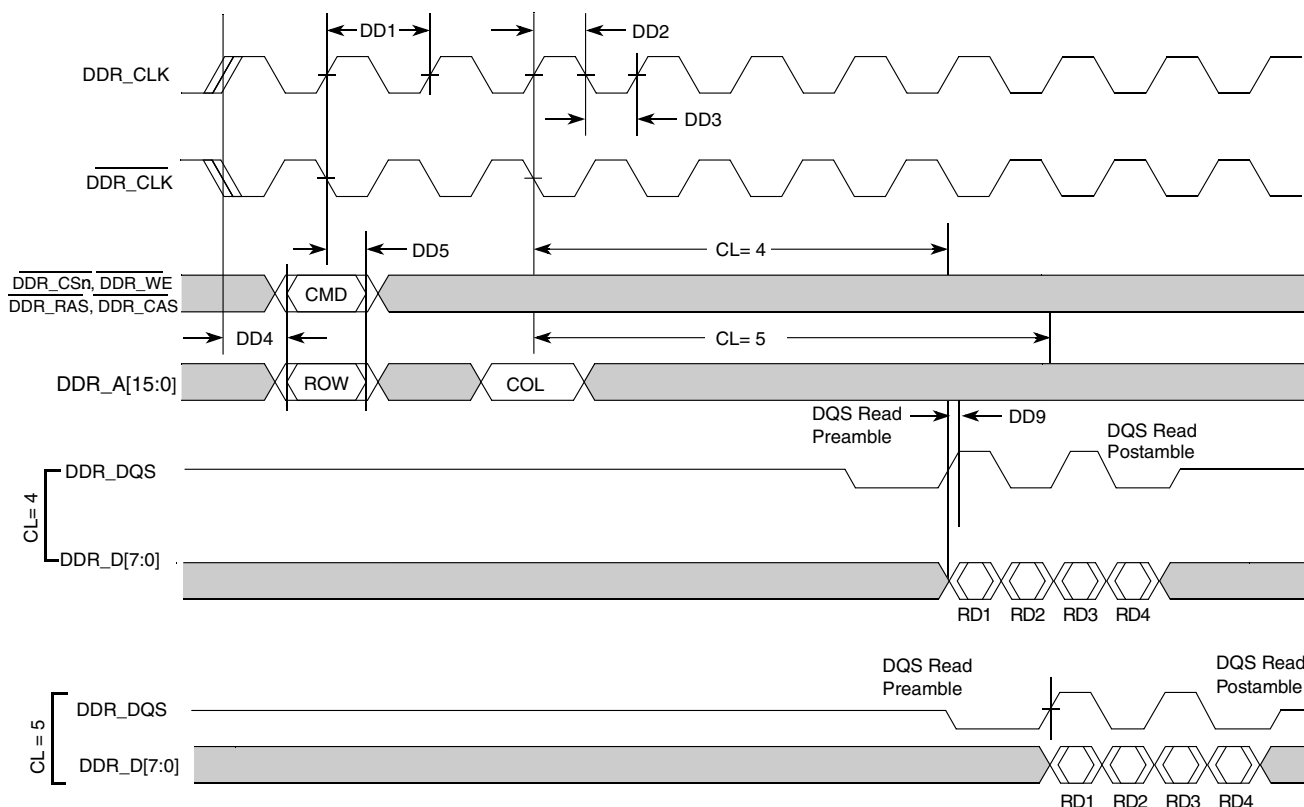 DD1
DD2
DDR_CLK
DD3
DDR_CLK
DD5
CL= 4
DDR_CSn, DDR_WE
DDR_RAS, DDR_CAS
CMD
DD4
CL= 5
DDR_A[15:0]
ROW
COL
DQS Read
Preamble
DD9
DQS Read
Postamble
DDR_DQS
CL= 4
DDR_D[7:0]
RD1 RD2 RD3 RD4
DQS Read
Preamble
DQS Read
Postamble
DDR_DQS
CL = 5
DDR_D[7:0]
RD1 RD2 RD3 RD4